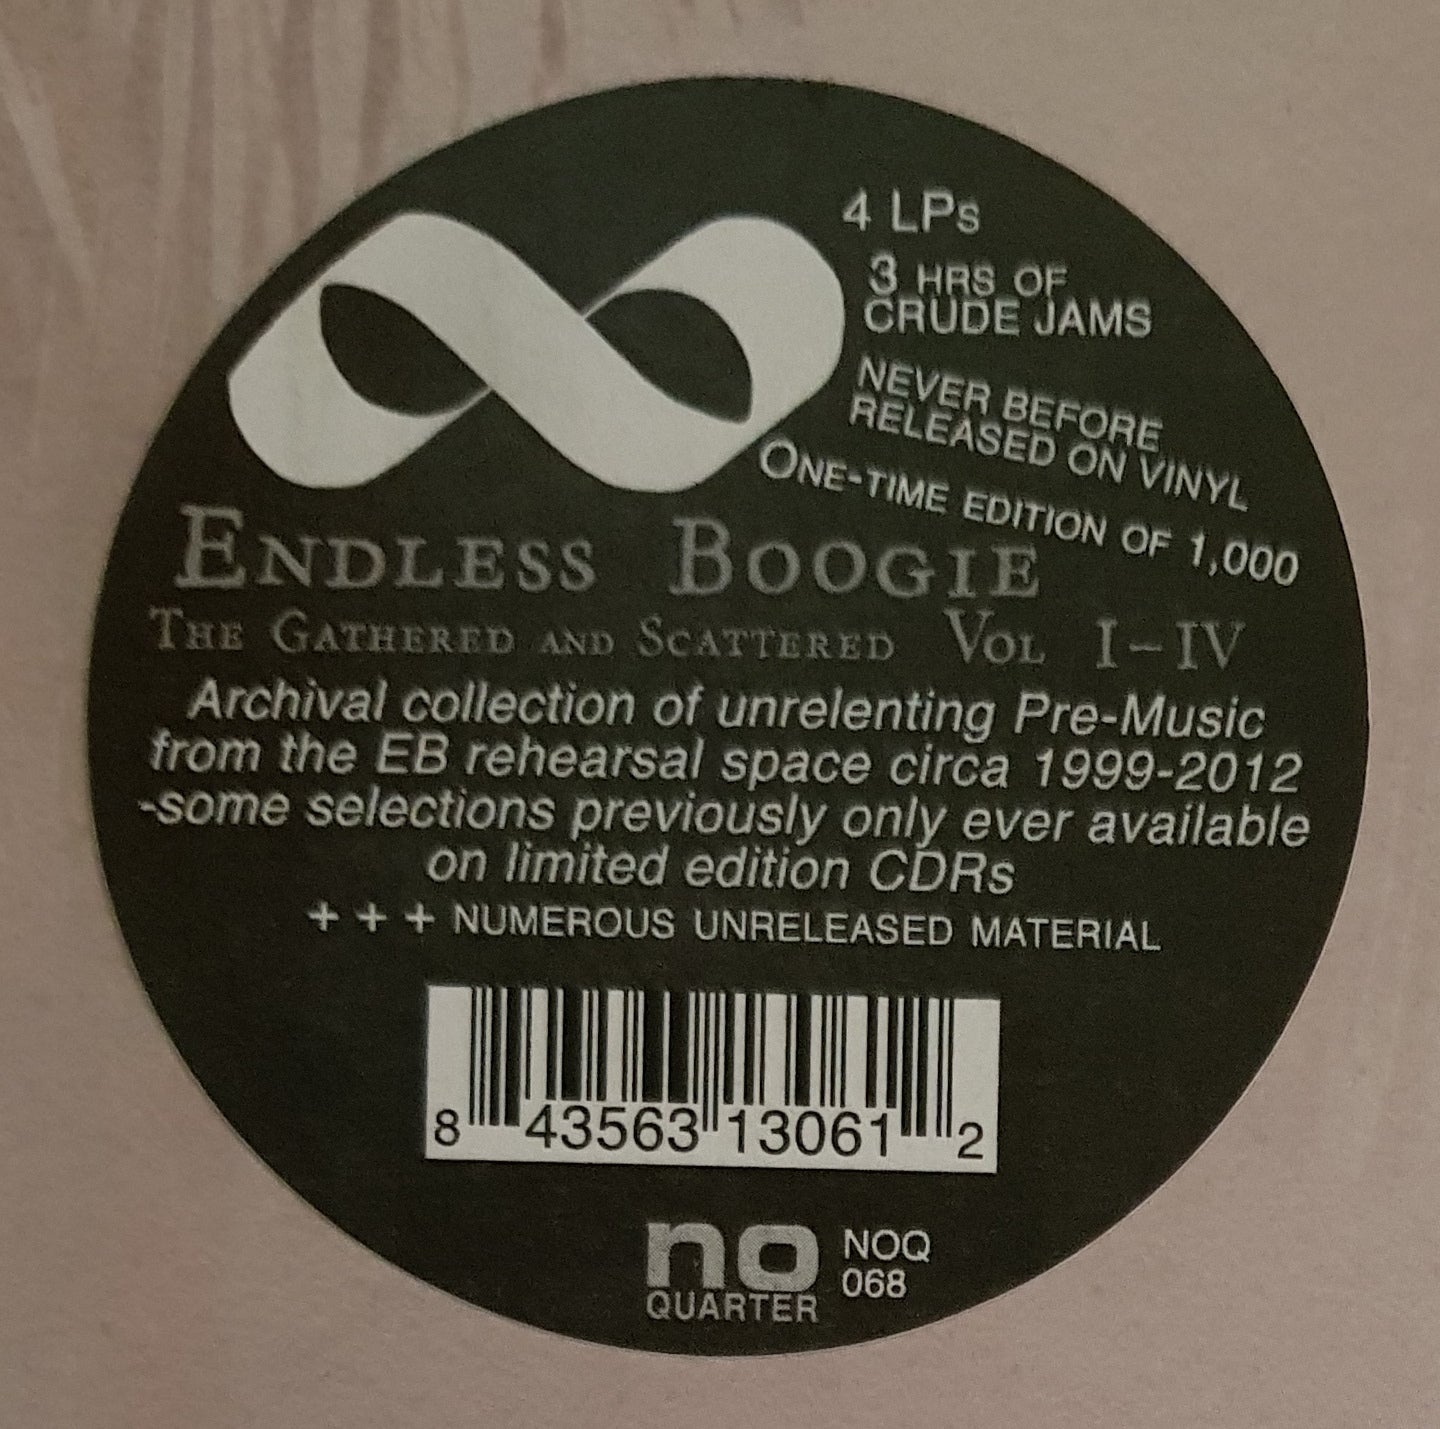 4 LPs
3 HRS OF
CRUDE JAMS
NEVER BEFORE
RELEASED ON VINYL
ONE-TIME EDITION OF 1,000
ENDLESS BOOGIE
THE GATHERED AND SCATTERED VOL I-IV
Archival collection of unrelenting Pre-Music
from the EB rehearsal space circa 1999-2012
-some selections previously only ever available
on limited edition CDRs
+ + + NUMEROUS UNRELEASED MATERIAL
8 43563 13061 2
no
QUARTER
NOQ
068